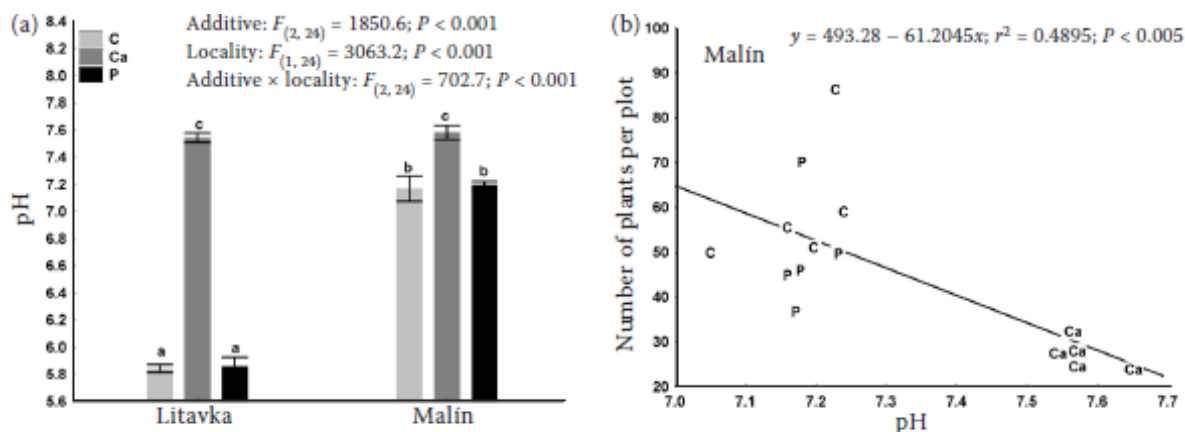 (a)
8.4
8.2
8.0
7.8
7.6
7.4
7.2
7.0
6.8
6.6
6.4
6.2
6.0
5.8
5.6
pH
C
Ca
P
Additive: F(2, 24) = 1850.6; P < 0.001
Locality: F(1, 24) = 3063.2; P < 0.001
Additive × locality: F(2, 24) = 702.7; P < 0.001
a c a b c b
Litavka Malín
(b)
y = 493.28 – 61.2045x; r² = 0.4895; P < 0.005
Malín
100
90
80
70
60
50
40
30
20
Number of plants per plot
C
P
C
C
C P
C
P P
P
Ca
Ca Ca
Ca Ca
7.0 7.1 7.2 7.3 7.4 7.5 7.6 7.7
pH